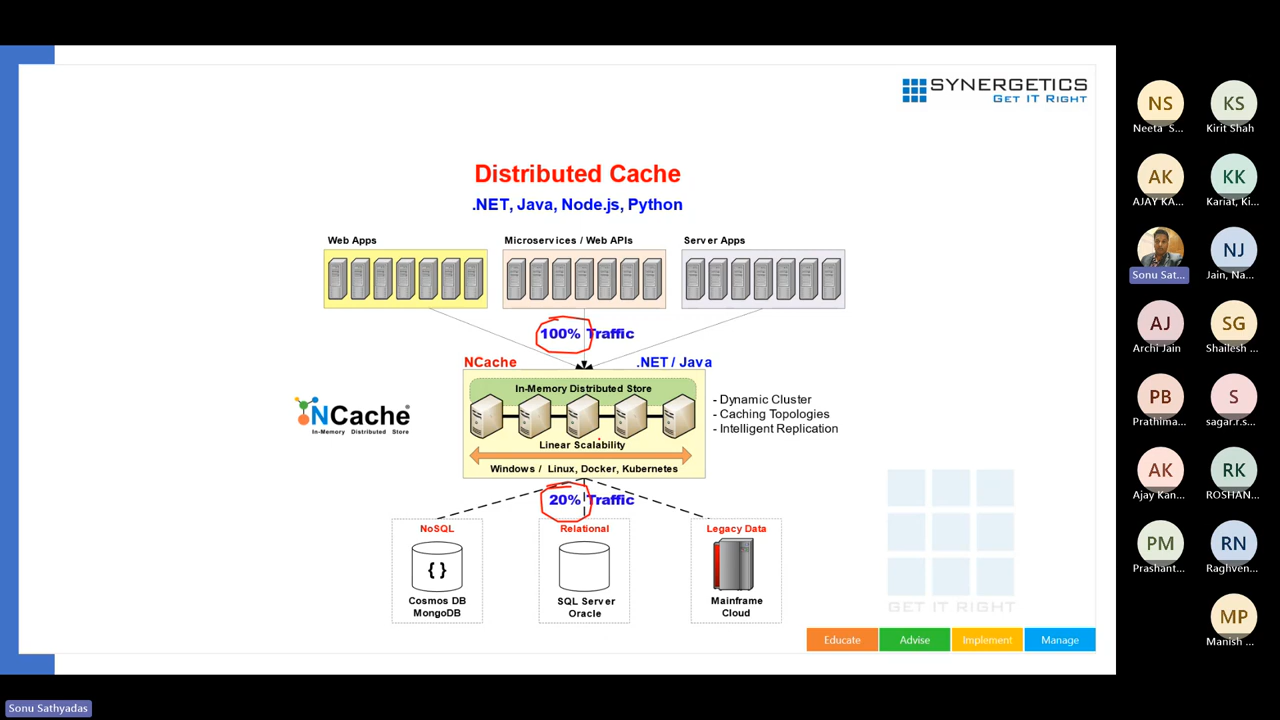 SYNERGETICS
GET IT RIGHT
Distributed Cache
.NET, Java, Node.js, Python
Web Apps
Microservices / Web APIs
Server Apps
100% Traffic
NCache
.NET / Java
In-Memory Distributed Store
- Dynamic Cluster
- Caching Topologies
- Intelligent Replication
NCache®
In-Memory Distributed Store
Linear Scalability
Windows / Linux, Docker, Kubernetes
20% Traffic
NoSQL
Relational
Legacy Data
{ }
Cosmos DB
MongoDB
SQL Server
Oracle
Mainframe
Cloud
GET IT RIGHT
Educate
Advise
Implement
Manage
NS
Neeta S...
KS
Kirit Shah
AK
AJAY KA...
KK
Kariat, Ki...
Sonu Sat...
NJ
Jain, Na...
AJ
Archi Jain
SG
Shailesh ...
PB
Prathima...
S
sagar.r.s...
AK
Ajay Kan...
RK
ROSHAN...
PM
Prashant...
RN
Raghven...
MP
Manish ...
Sonu Sathyadas